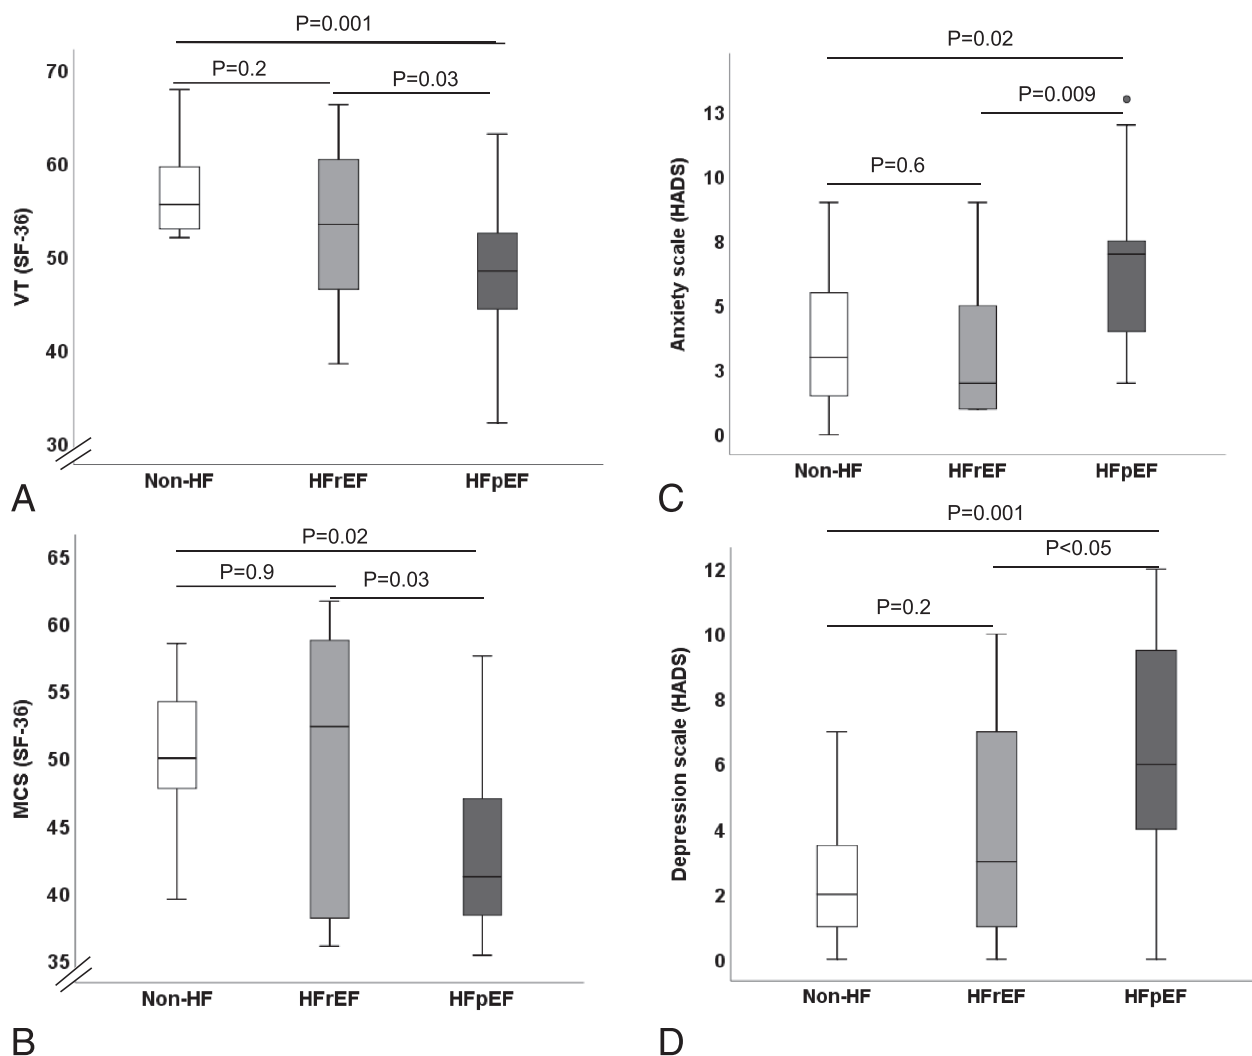 P=0.001
P=0.2
P=0.03
70
60
50
40
30
VT (SF-36)
Non-HF HFrEF HFpEF
A
P=0.02
P=0.009
P=0.6
13
10
8
5
3
0
Anxiety scale (HADS)
Non-HF HFrEF HFpEF
C
P=0.02
P=0.9
P=0.03
65
60
55
50
45
40
35
MCS (SF-36)
Non-HF HFrEF HFpEF
B
P=0.001
P<0.05
P=0.2
12
10
8
6
4
2
0
Depression scale (HADS)
Non-HF HFrEF HFpEF
D